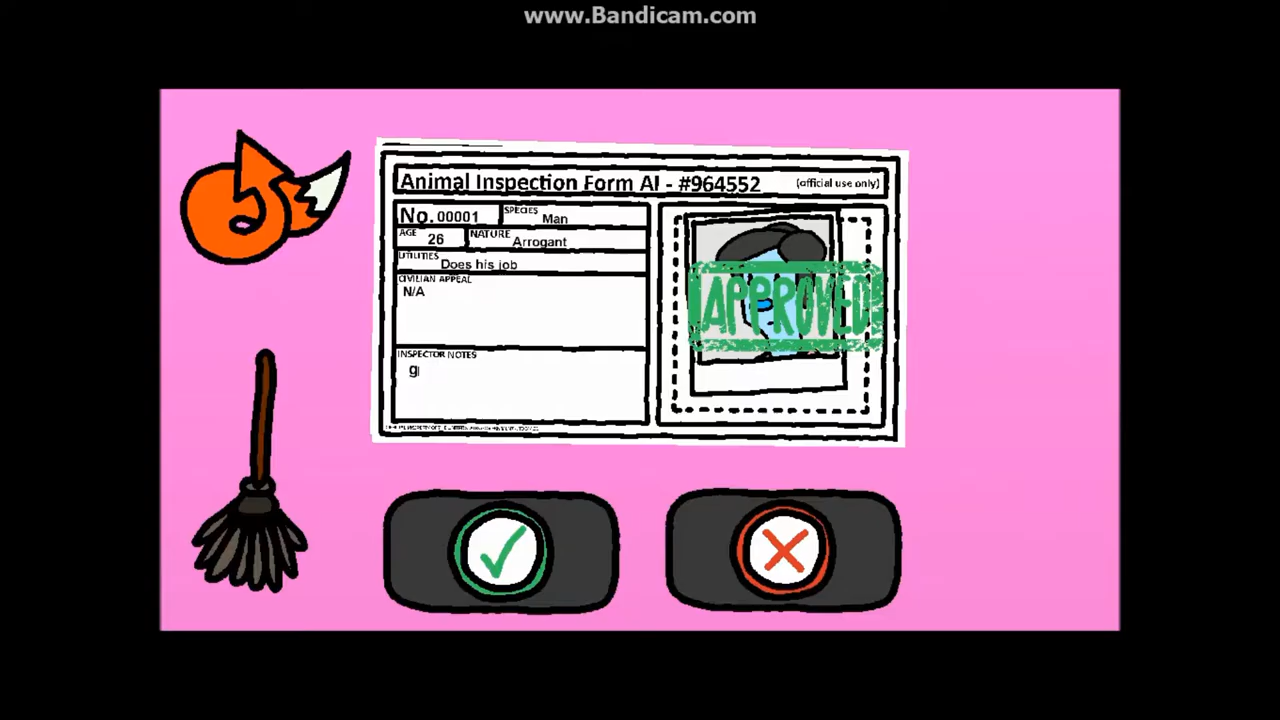 www.Bandicam.com
Animal Inspection Form AI - #964552 (official use only)
No. 00001 SPECIES Man
AGE 26 NATURE Arrogant
UTILITIES Does his job
CIVILIAN APPEAL
N/A
APPROVED
INSPECTOR NOTES
g